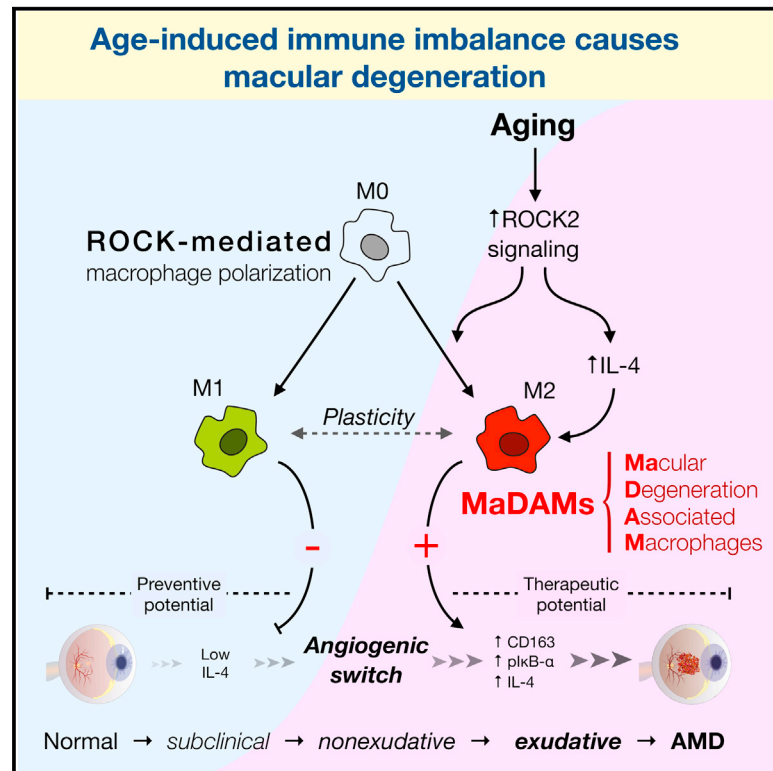 Age-induced immune imbalance causes
macular degeneration
Aging
M0
↑ROCK2
signaling
ROCK-mediated
macrophage polarization
↑IL-4
M1
M2
Plasticity
MaDAMs
Macular
Degeneration
Associated
Macrophages
-
+
Preventive
potential
Therapeutic
potential
Low
IL-4
Angiogenic
switch
↑ CD163
↑ pIκB-α
↑ IL-4
Normal → subclinical → nonexudative → exudative → AMD